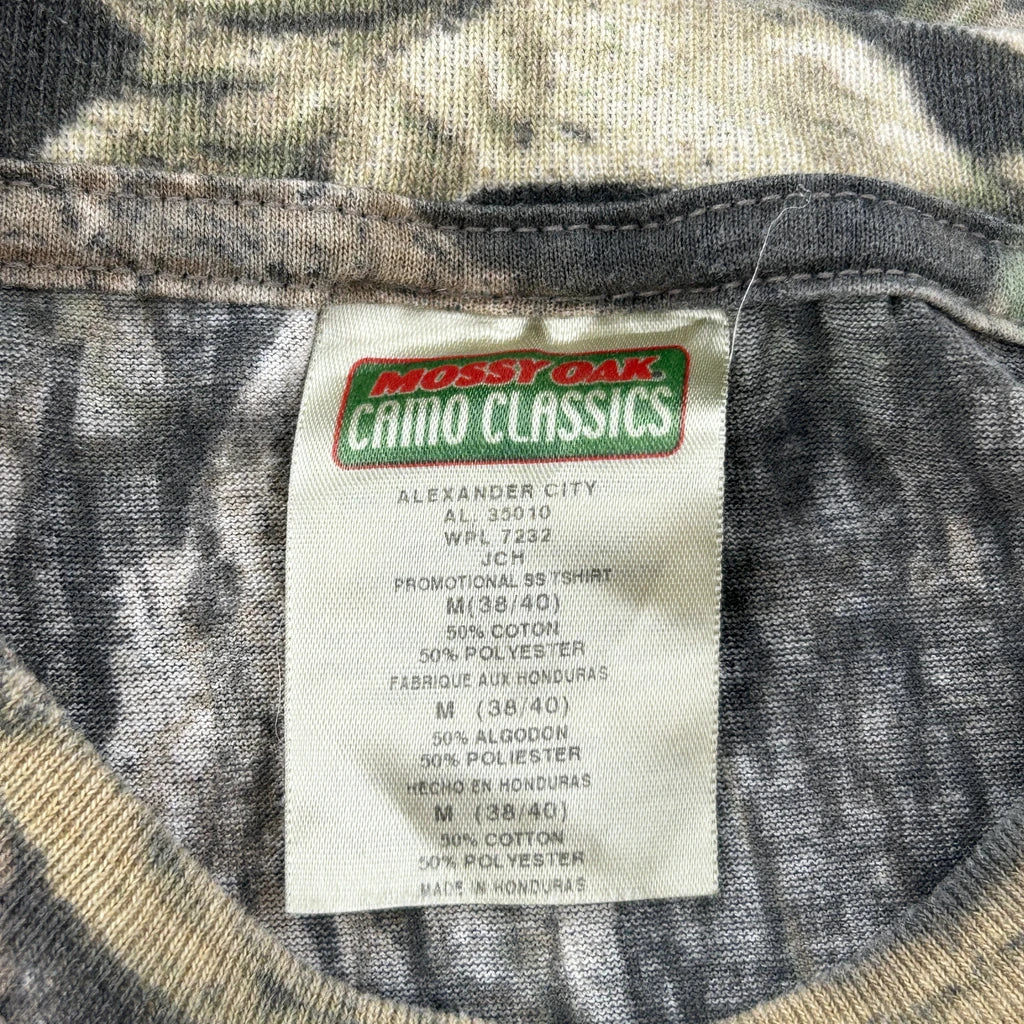 MOSSY OAK
CAMO CLASSICS
ALEXANDER CITY
AL, 35010
WPL 7232
JCH
PROMOTIONAL SS TSHIRT
M(38/40)
50% COTON
50% POLYESTER
FABRIQUE AUX HONDURAS
M (38/40)
50% ALGODON
50% POLIESTER
HECHO EN HONDURAS
M (38/40)
50% COTTON
50% POLYESTER
MADE IN HONDURAS